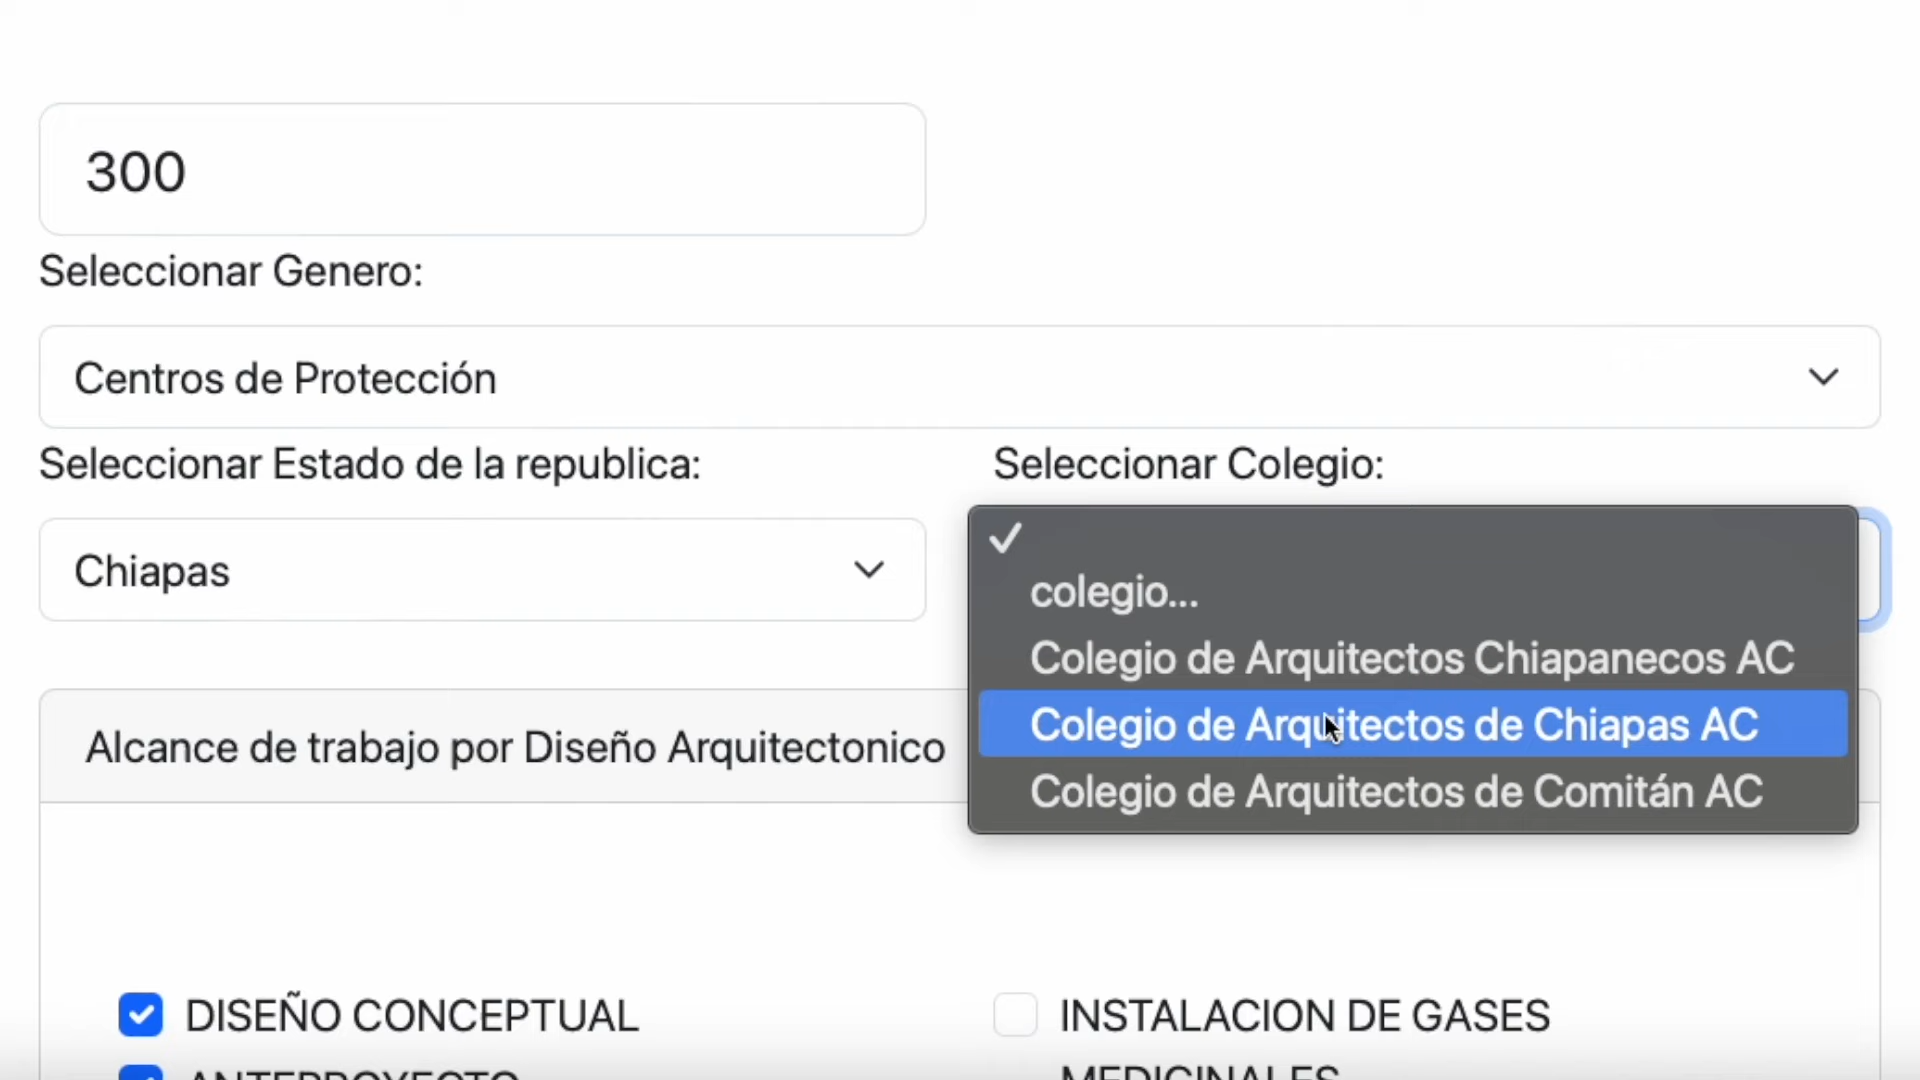 300
Seleccionar Genero:
Centros de Protección
Seleccionar Estado de la republica:
Chiapas
Seleccionar Colegio:
colegio...
Colegio de Arquitectos Chiapanecos AC
Colegio de Arquitectos de Chiapas AC
Colegio de Arquitectos de Comitán AC
Alcance de trabajo por Diseño Arquitectonico
DISEÑO CONCEPTUAL
ANTEPROYECTO
INSTALACION DE GASES
MEDICINALES